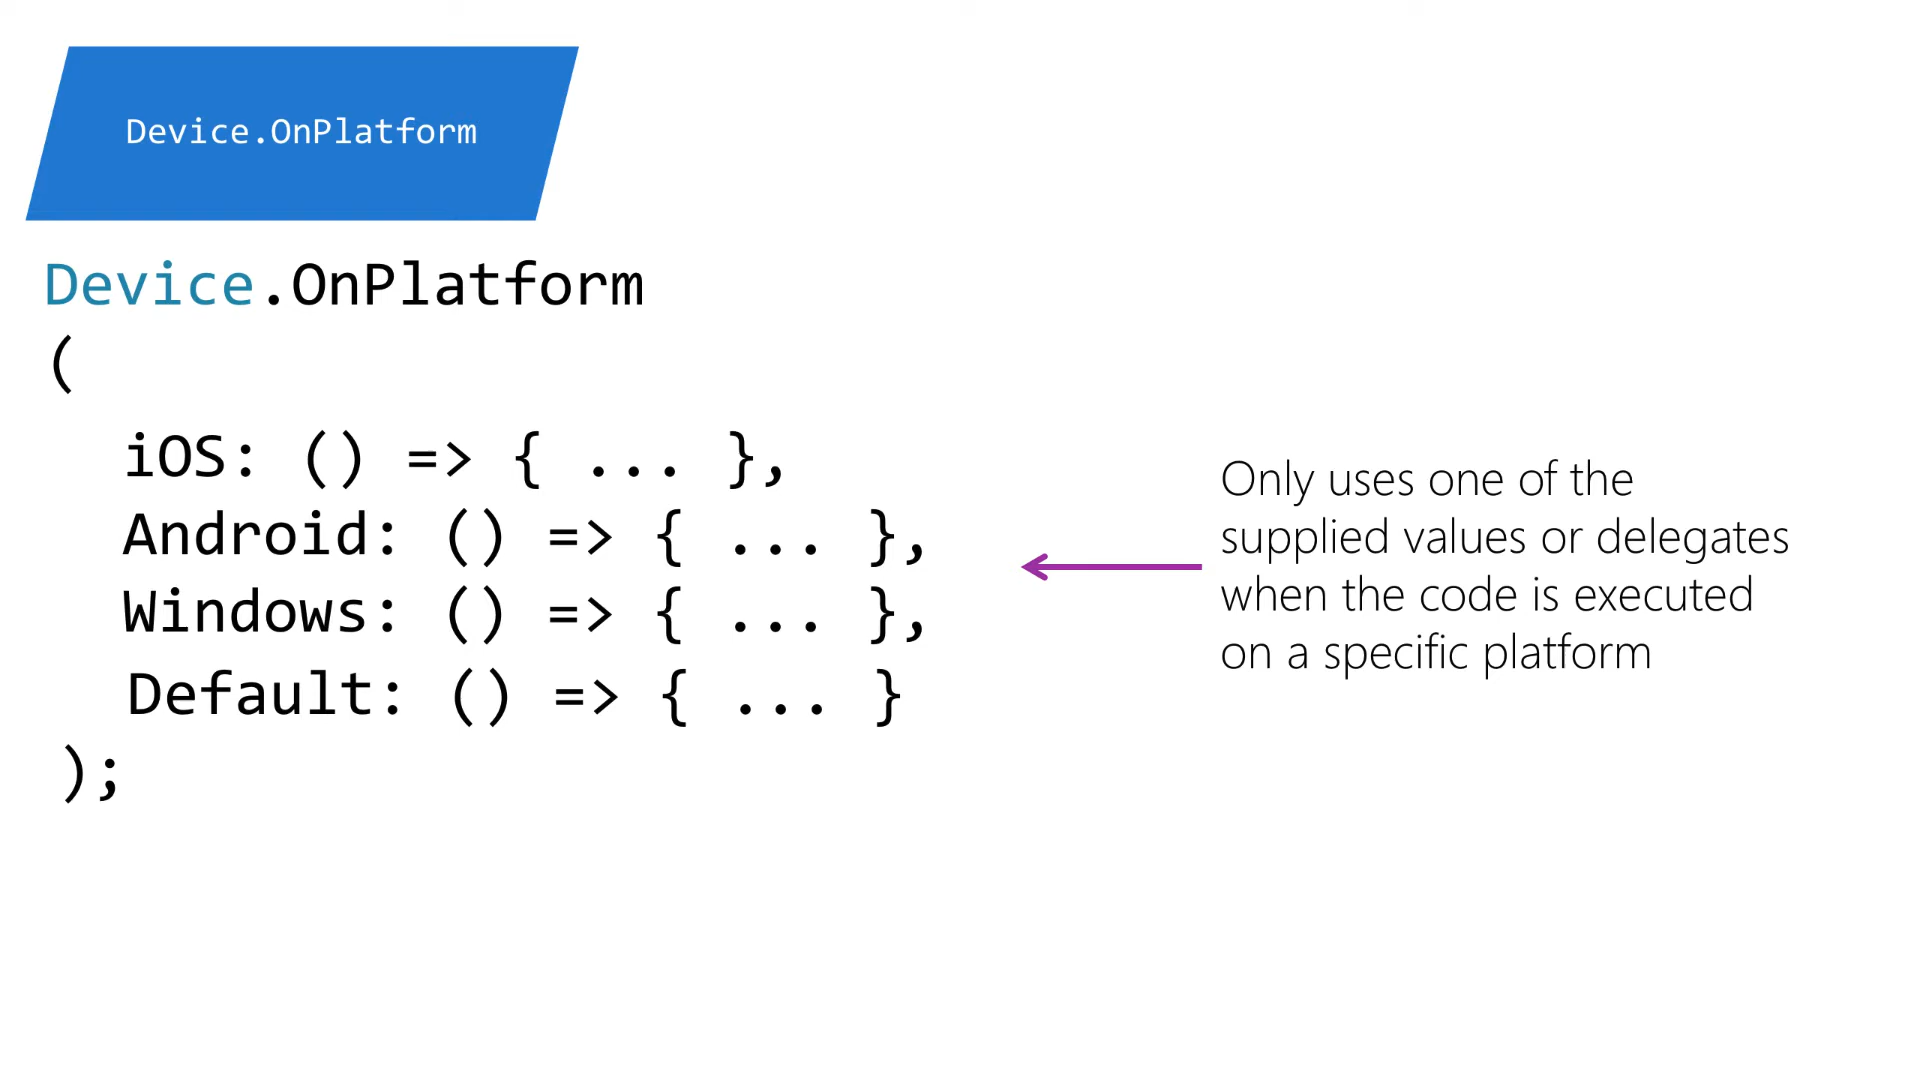 Device.OnPlatform
Device.OnPlatform
(
iOS: () => { ... },
Android: () => { ... },
Windows: () => { ... },
Default: () => { ... }
);
Only uses one of the
supplied values or delegates
when the code is executed
on a specific platform